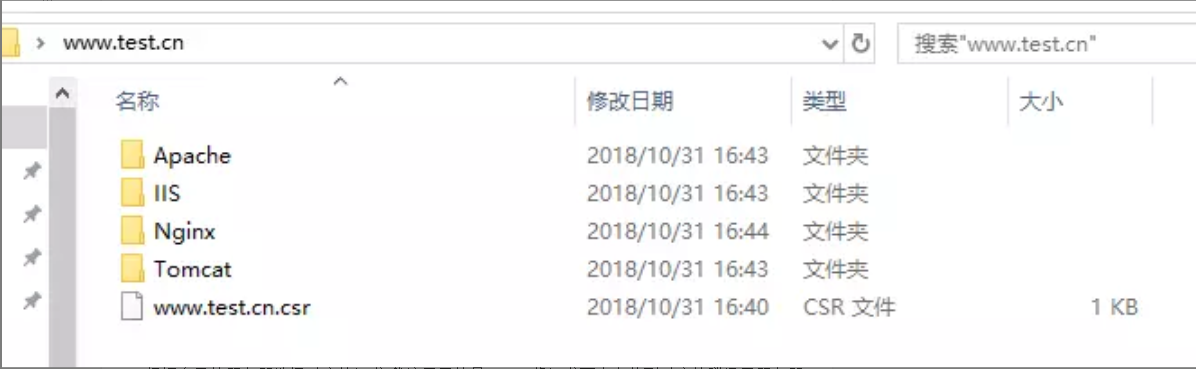 www.test.cn 搜索"www.test.cn"
名称 修改日期 类型 大小
Apache 2018/10/31 16:43 文件夹
IIS 2018/10/31 16:43 文件夹
Nginx 2018/10/31 16:44 文件夹
Tomcat 2018/10/31 16:43 文件夹
www.test.cn.csr 2018/10/31 16:40 CSR 文件 1 KB